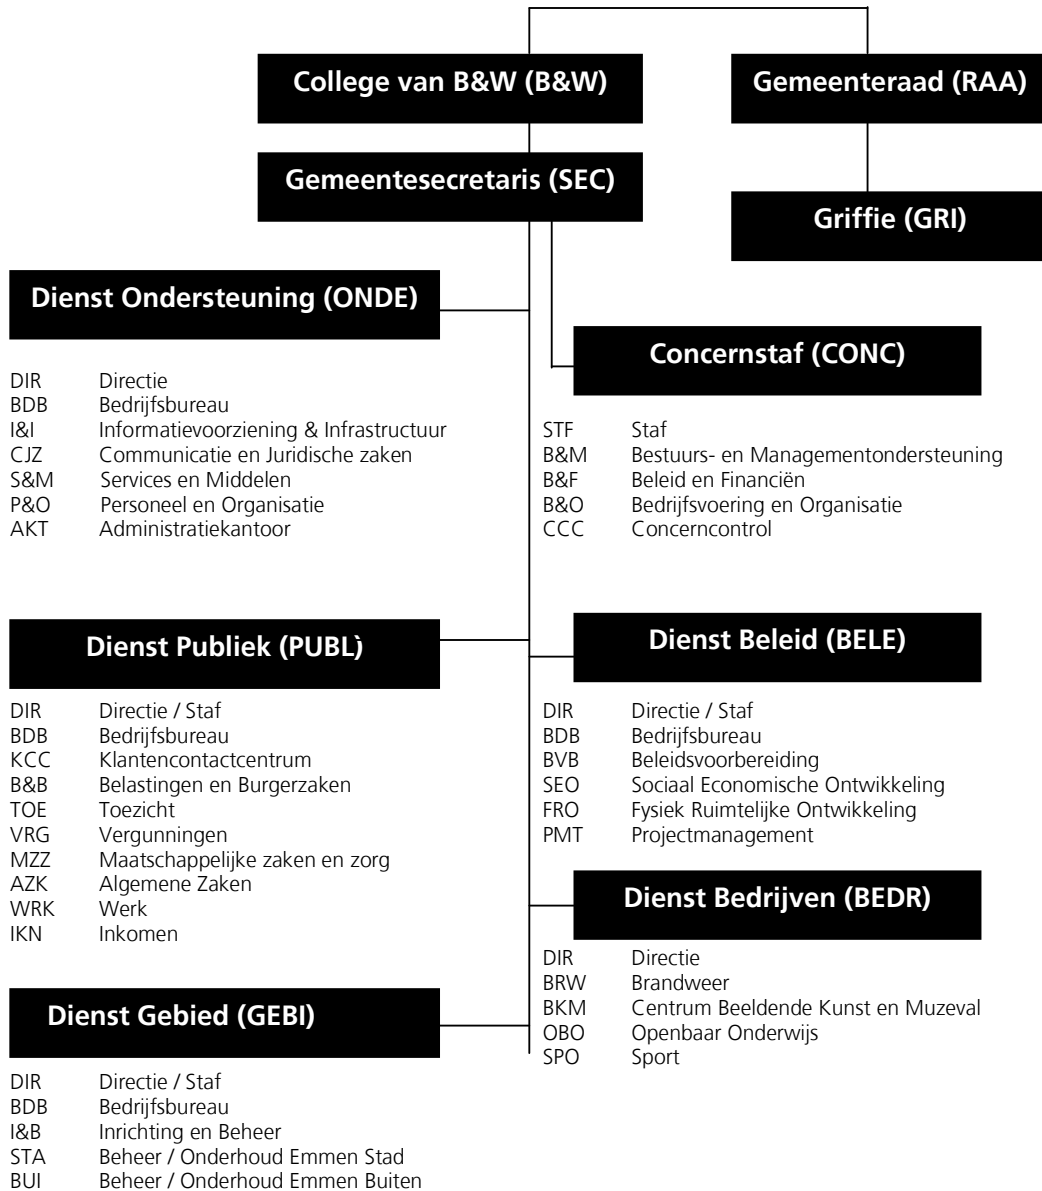 College van B&W (B&W)
Gemeenteraad (RAA)
Gemeentesecretaris (SEC)
Griffie (GRI)
Dienst Ondersteuning (ONDE)
DIR Directie
BDB Bedrijfsbureau
I&I Informatievoorziening & Infrastructuur
CJZ Communicatie en Juridische zaken
S&M Services en Middelen
P&O Personeel en Organisatie
AKT Administratiekantoor
Concernstaf (CONC)
STF Staf
B&M Bestuurs- en Managementondersteuning
B&F Beleid en Financiën
B&O Bedrijfsvoering en Organisatie
CCC Concerncontrol
Dienst Publiek (PUBL)
DIR Directie / Staf
BDB Bedrijfsbureau
KCC Klantencontactcentrum
B&B Belastingen en Burgerzaken
TOE Toezicht
VRG Vergunningen
MZZ Maatschappelijke zaken en zorg
AZK Algemene Zaken
WRK Werk
IKN Inkomen
Dienst Beleid (BELE)
DIR Directie / Staf
BDB Bedrijfsbureau
BVB Beleidsvoorbereiding
SEO Sociaal Economische Ontwikkeling
FRO Fysiek Ruimtelijke Ontwikkeling
PMT Projectmanagement
Dienst Bedrijven (BEDR)
DIR Directie
BRW Brandweer
BKM Centrum Beeldende Kunst en Muzeval
OBO Openbaar Onderwijs
SPO Sport
Dienst Gebied (GEBI)
DIR Directie / Staf
BDB Bedrijfsbureau
I&B Inrichting en Beheer
STA Beheer / Onderhoud Emmen Stad
BUI Beheer / Onderhoud Emmen Buiten